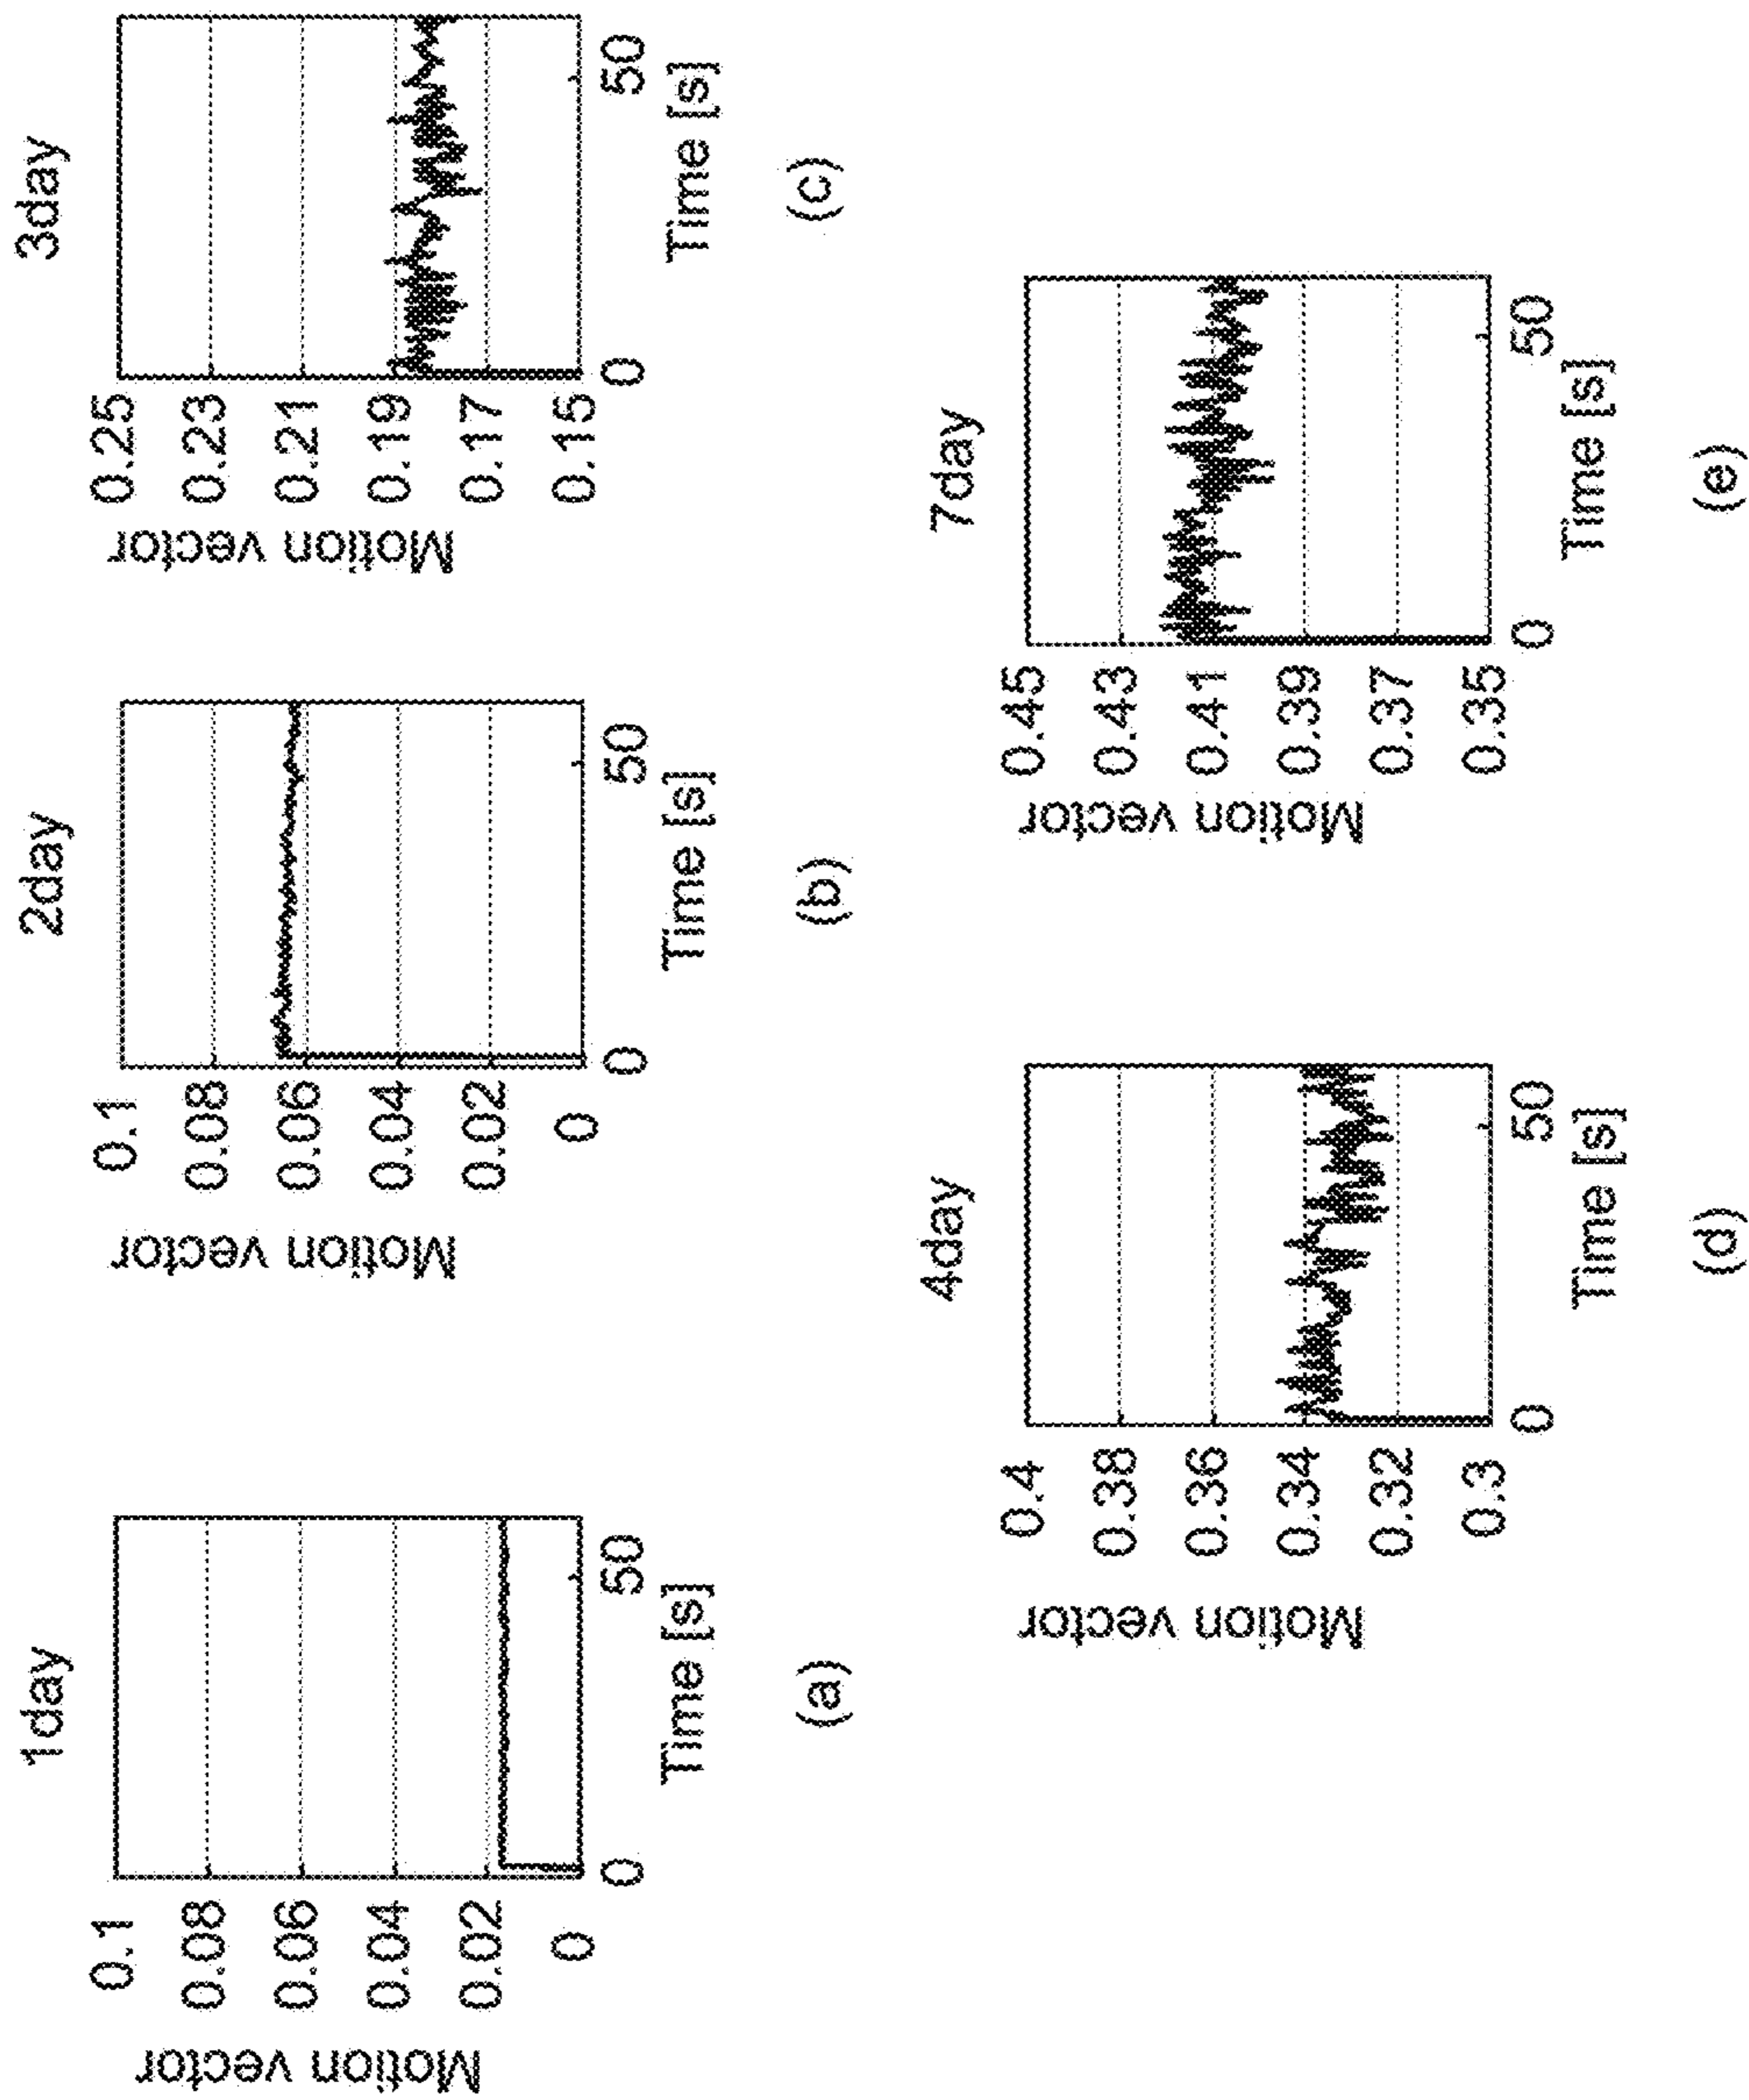 1day
Motion vector
0.1
0.08
0.06
0.04
0.02
0
0
50
Time [s]
(a)
2day
Motion vector
0.1
0.08
0.06
0.04
0.02
0
0
50
Time [s]
(b)
3day
Motion vector
0.25
0.23
0.21
0.19
0.17
0.15
0
50
Time [s]
(c)
4day
Motion vector
0.4
0.38
0.36
0.34
0.32
0.3
0
50
Time [s]
(d)
7day
Motion vector
0.45
0.43
0.41
0.39
0.37
0.35
0
50
Time [s]
(e)